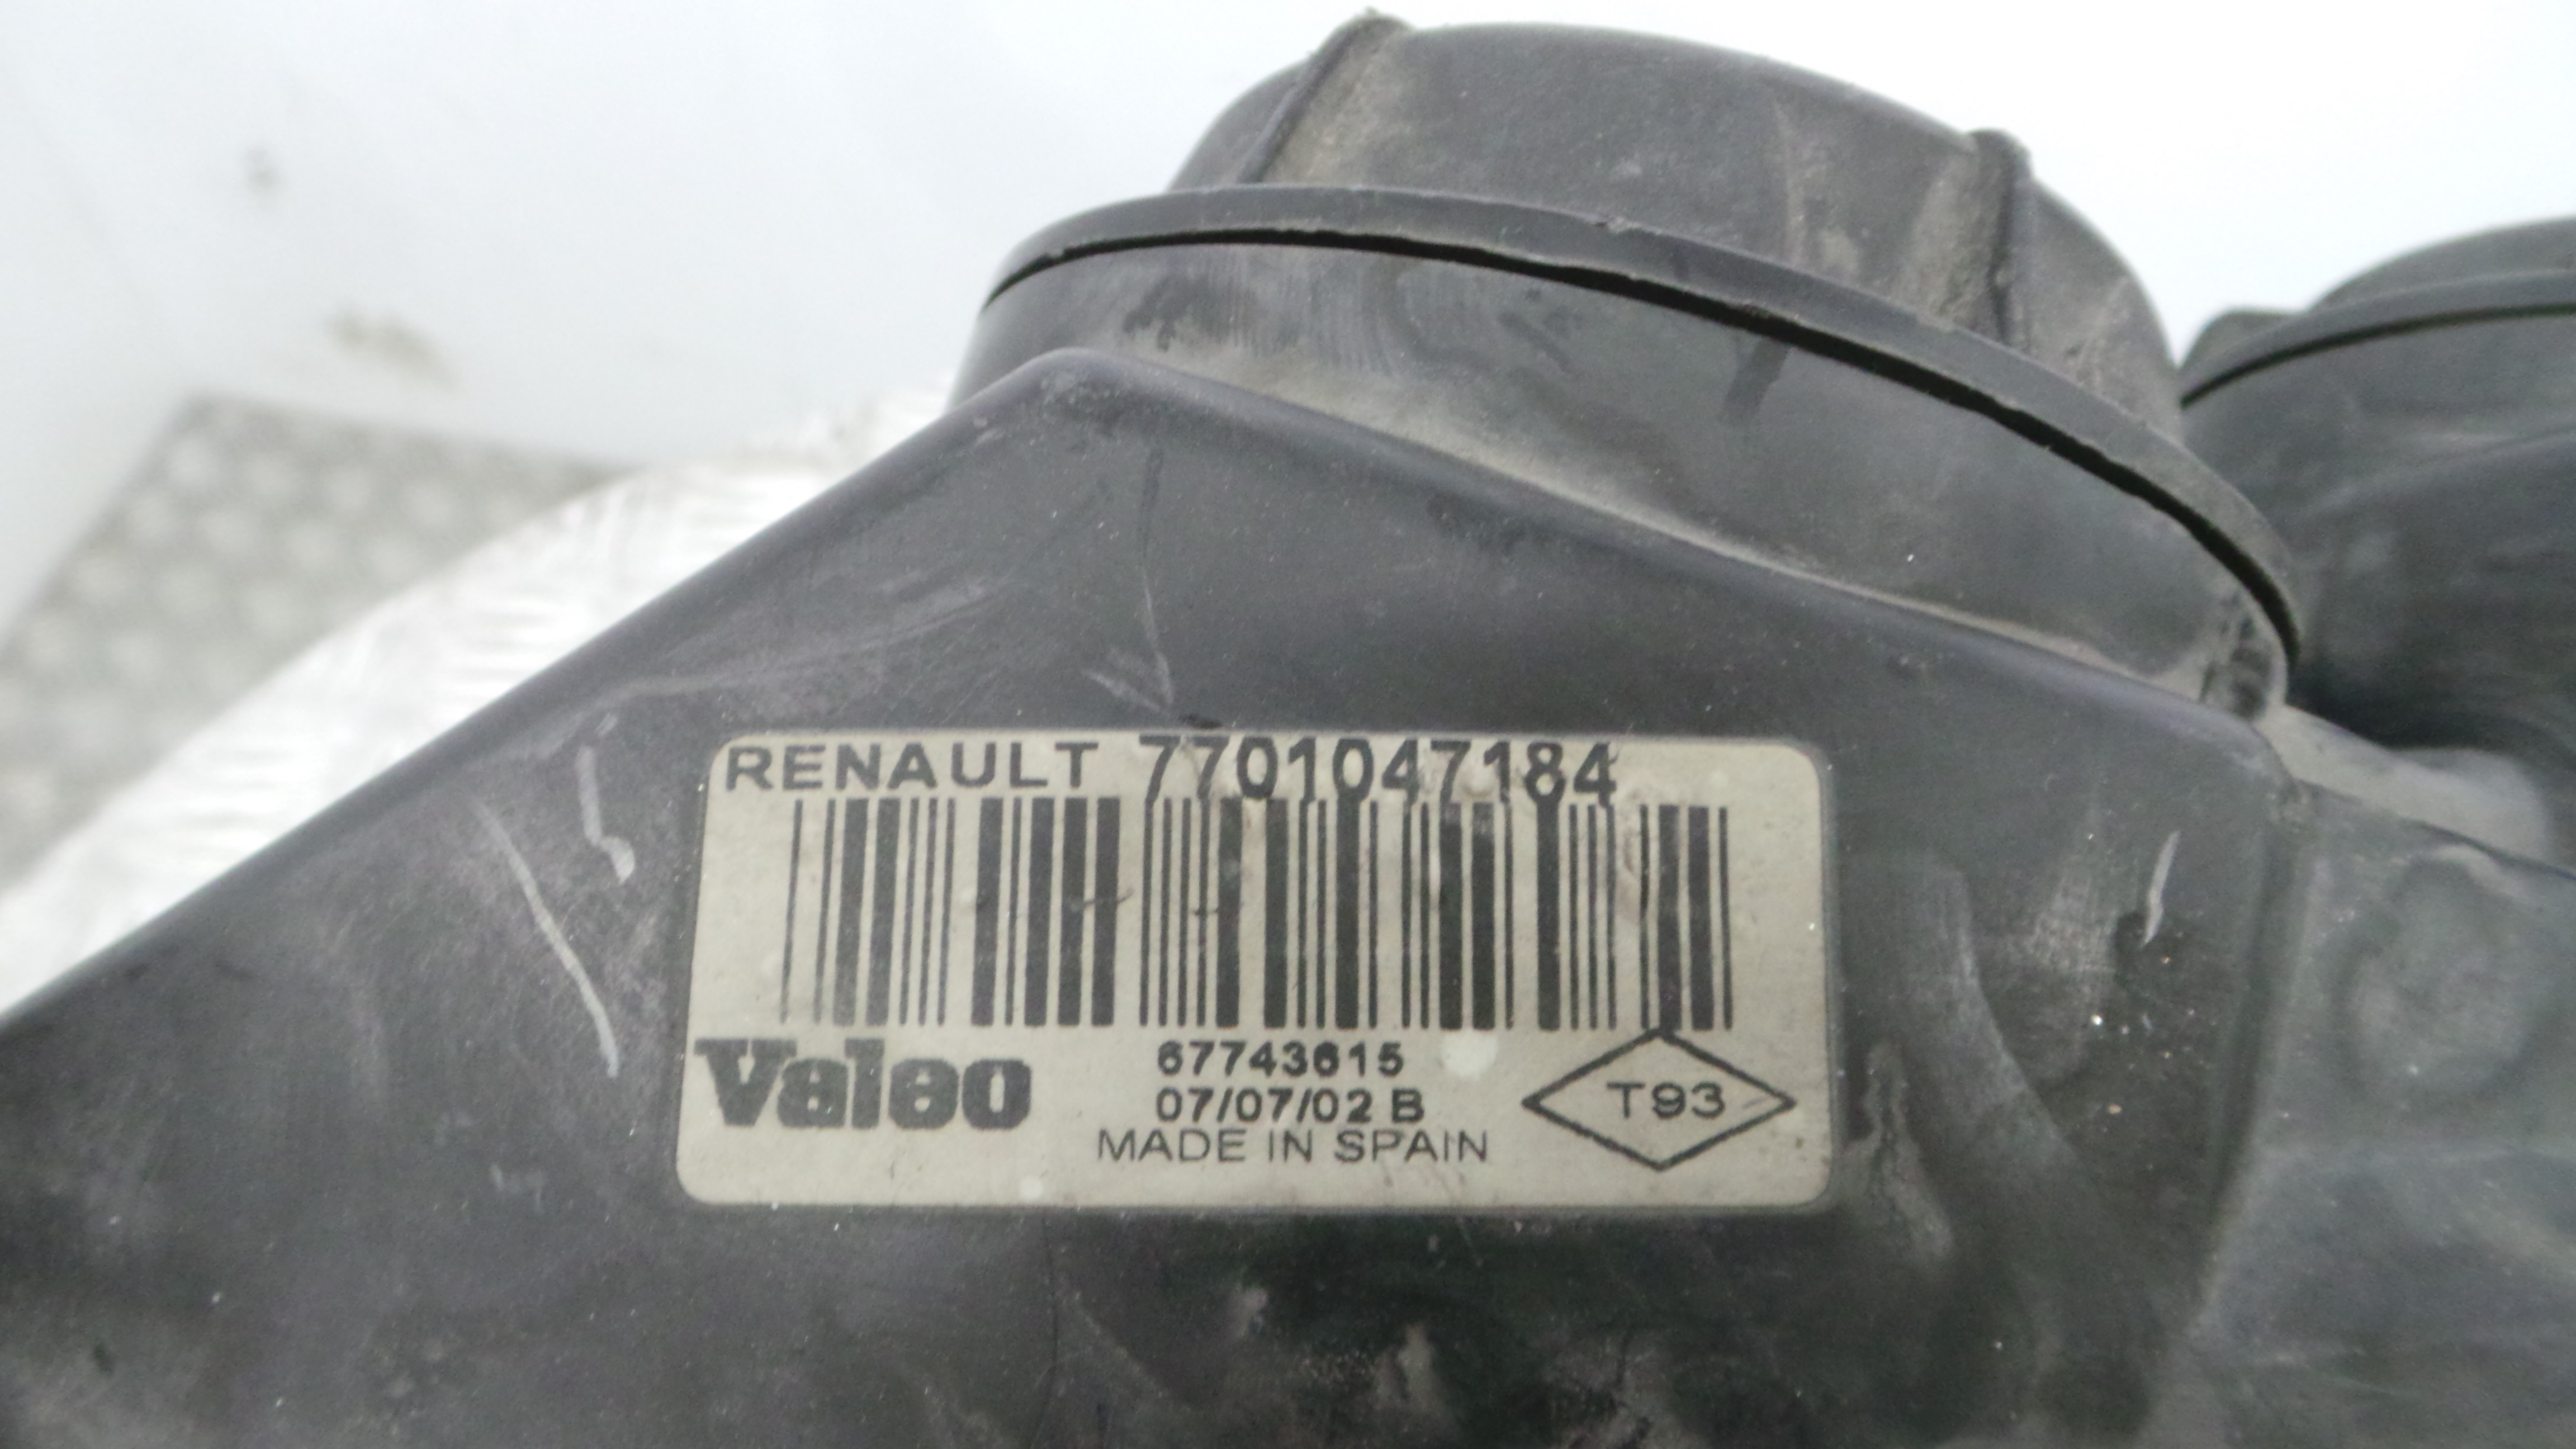 RENAULT 7701047184
Valeo
67743615
07/07/02 B
MADE IN SPAIN
T93